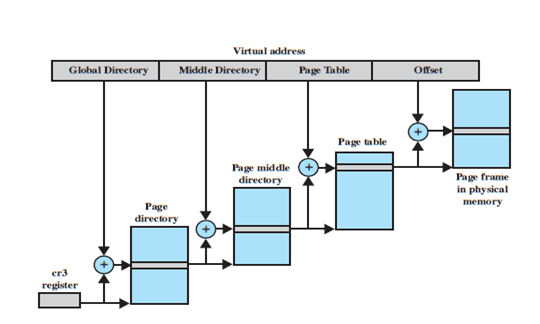 Virtual address
Global Directory
Middle Directory
Page Table
Offset
Page table
Page frame
in physical
memory
Page middle
directory
Page
directory
cr3
register
+
+
+
+